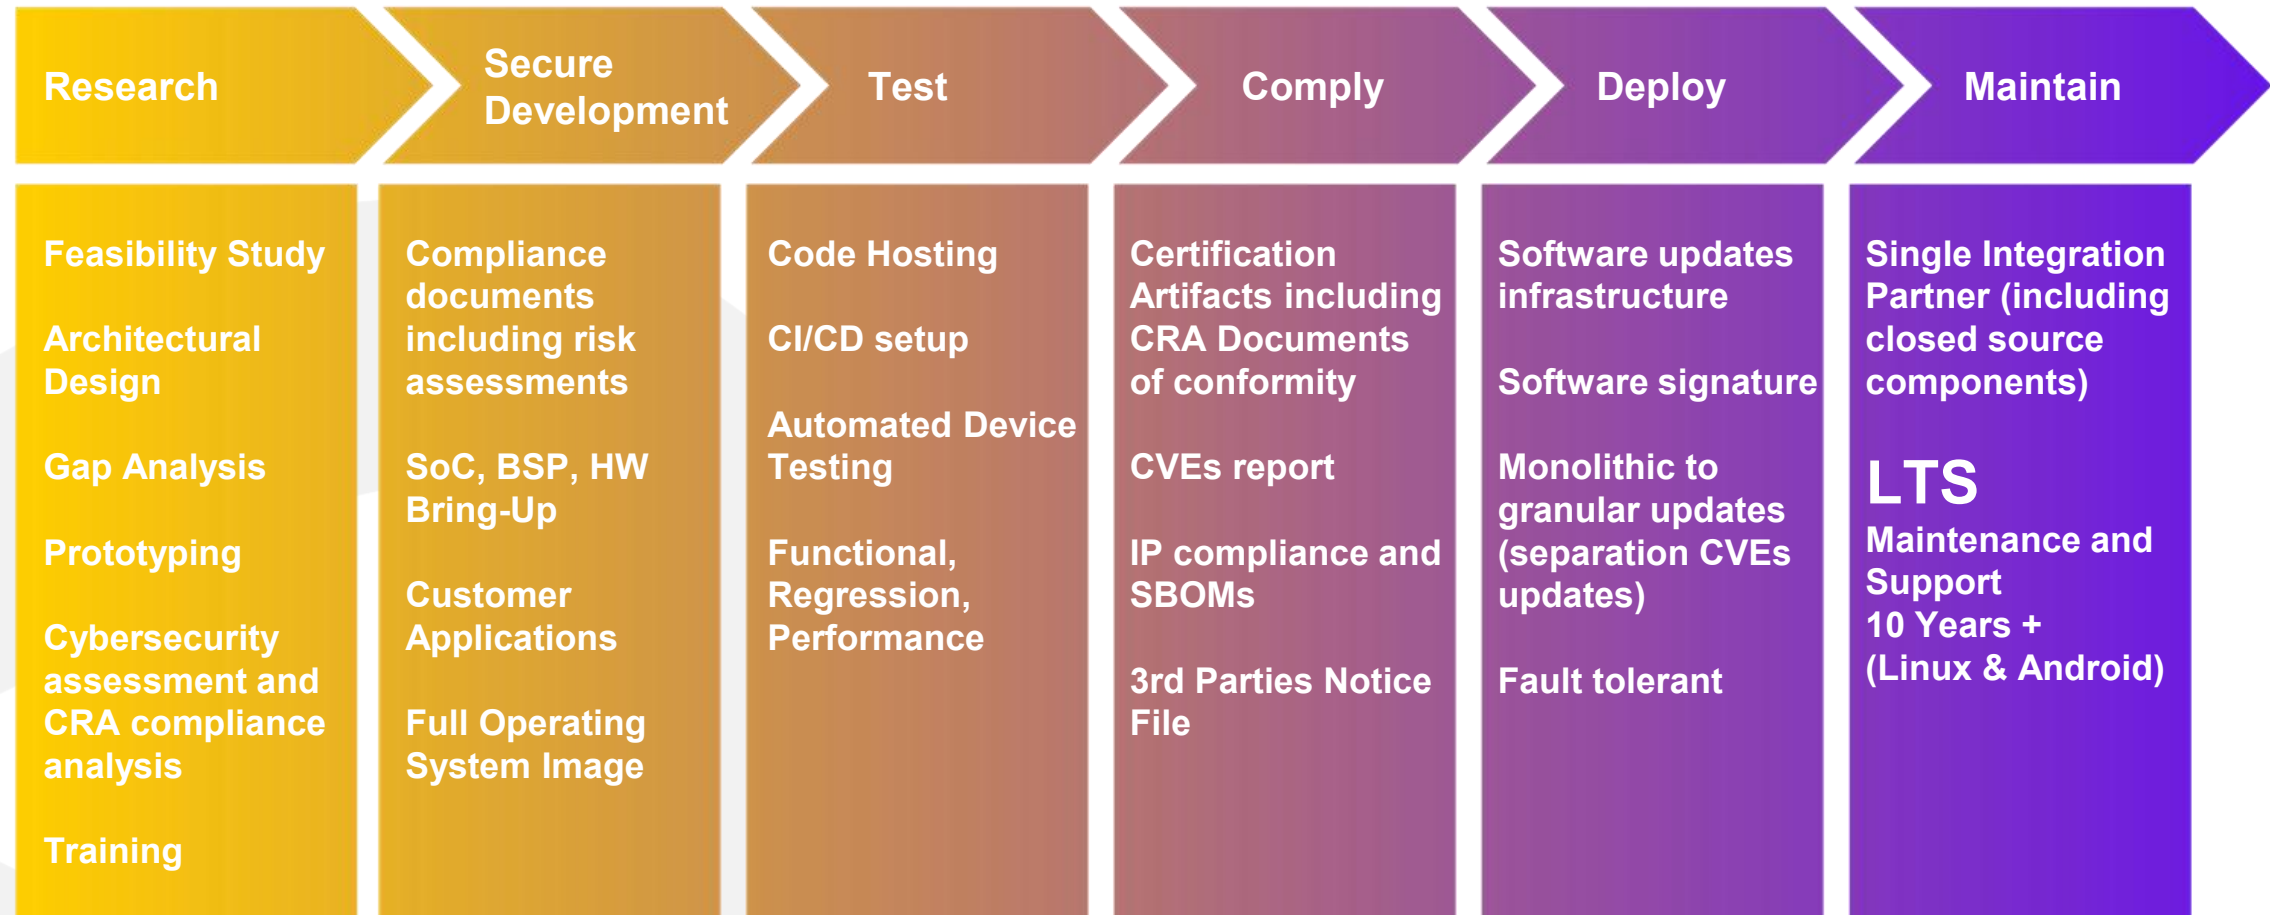 Research
Secure
Development
Test
Comply
Deploy
Maintain
Feasibility Study
Architectural
Design
Gap Analysis
Prototyping
Cybersecurity
assessment and
CRA compliance
analysis
Training
Compliance
documents
including risk
assessments
SoC, BSP, HW
Bring-Up
Customer
Applications
Full Operating
System Image
Code Hosting
CI/CD setup
Automated Device
Testing
Functional,
Regression,
Performance
Certification
Artifacts including
CRA Documents
of conformity
CVEs report
IP compliance and
SBOMs
3rd Parties Notice
File
Software updates
infrastructure
Software signature
Monolithic to
granular updates
(separation CVEs
updates)
Fault tolerant
Single Integration
Partner (including
closed source
components)
LTS
Maintenance and
Support
10 Years +
(Linux & Android)